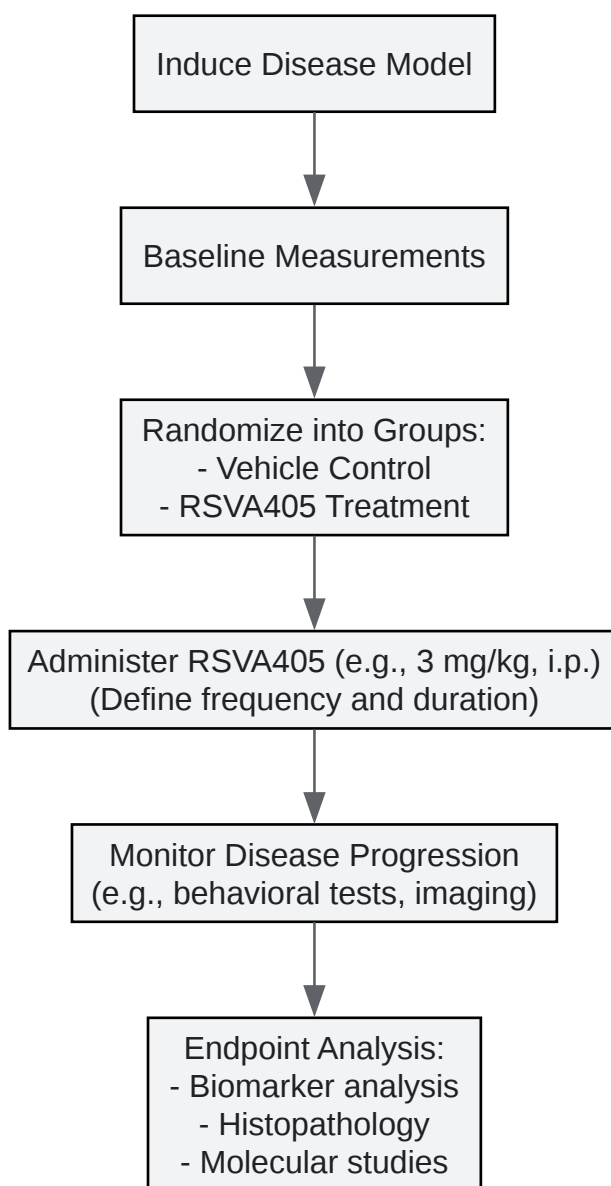 Induce Disease Model
Baseline Measurements
Randomize into Groups:
- Vehicle Control
- RSVA405 Treatment
Administer RSVA405 (e.g., 3 mg/kg, i.p.)
(Define frequency and duration)
Monitor Disease Progression
(e.g., behavioral tests, imaging)
Endpoint Analysis:
- Biomarker analysis
- Histopathology
- Molecular studies